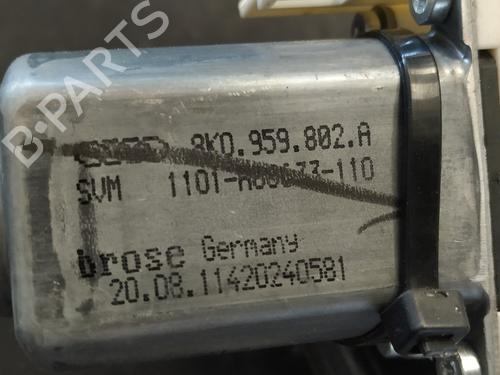 B-PARTS
8K0.959.802.A
SVM
brose Germany
20.08.11420240581